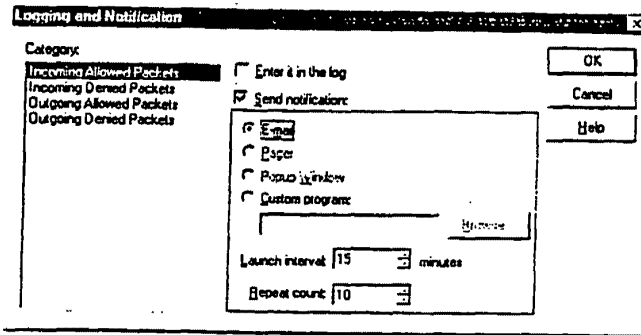 Logging and Notification
Category:
Incoming Allowed Packets
Incoming Denied Packets
Outgoing Allowed Packets
Outgoing Denied Packets
Enter it in the log
Send notification:
E-mail
Pager
Popup Window
Custom program:
Browse
Launch interval: 15 minutes
Repeat count: 10
OK
Cancel
Help